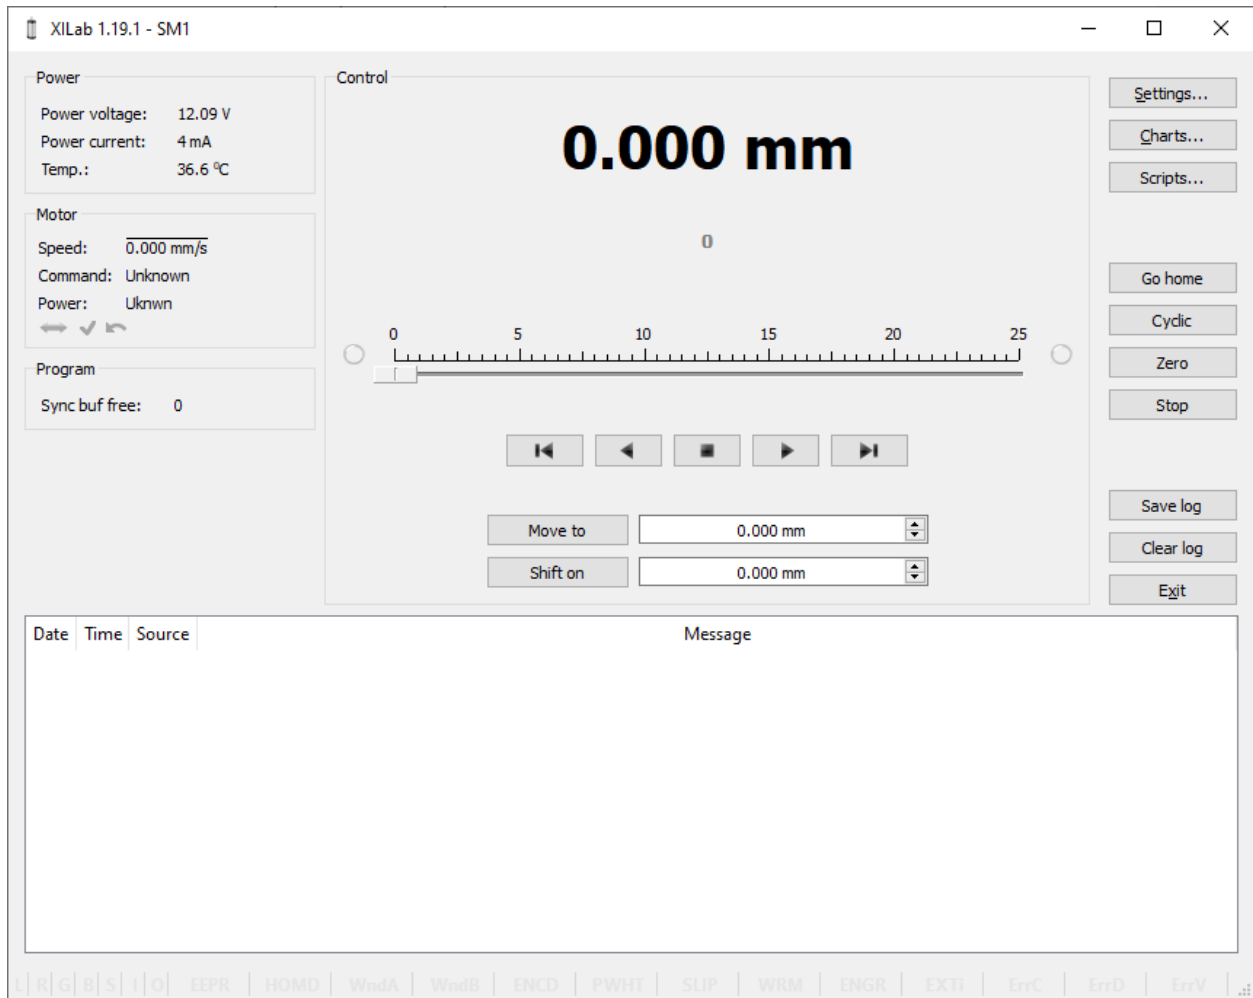 XILab 1.19.1 - SM1
Power
Power voltage: 12.09 V
Power current: 4 mA
Temp.: 36.6 ⁰C
Motor
Speed: 0.000 mm/s
Command: Unknown
Power: Uknwn
Program
Sync buf free: 0
Control
0.000 mm
0
0 5 10 15 20 25
Move to 0.000 mm
Shift on 0.000 mm
Settings...
Charts...
Scripts...
Go home
Cyclic
Zero
Stop
Save log
Clear log
Exit
Date Time Source Message
L R G B S I O EEPR HOMD WndA WndB ENCD PWHT SLIP WRM ENGR EXTi ErrC ErrD ErrV